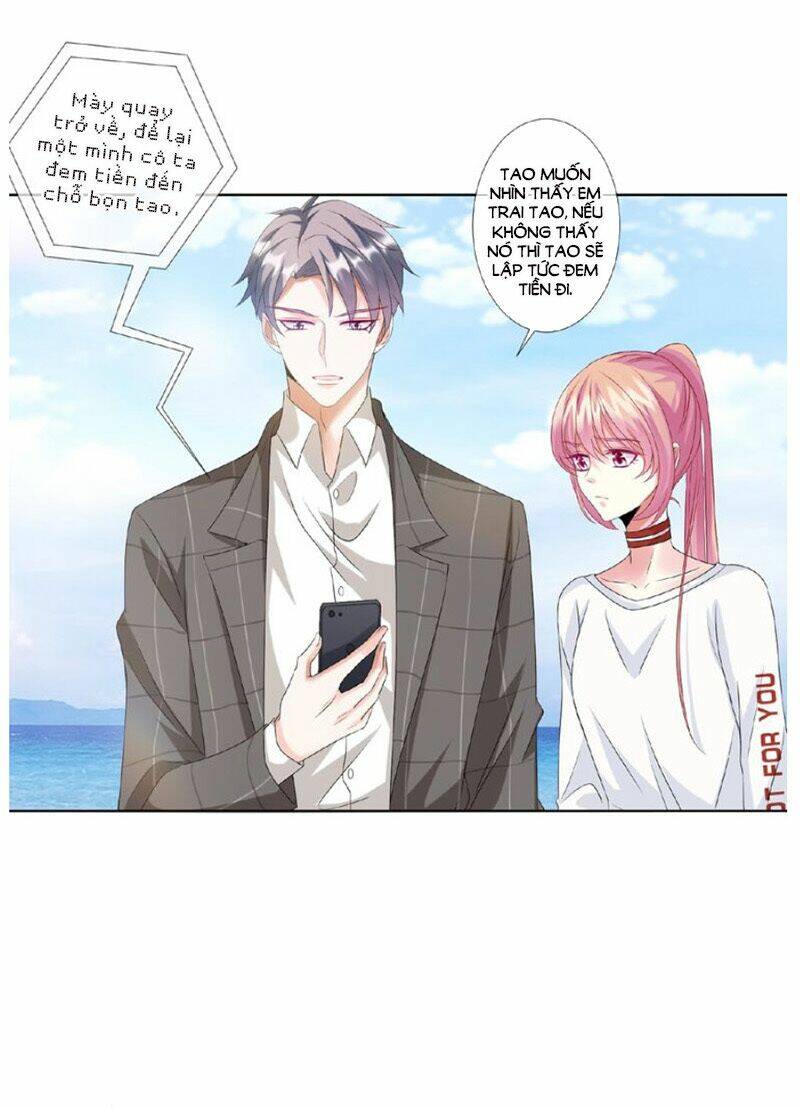 Mày quay
trở về, để lại
một mình cô ta
đem tiền đến
chỗ bọn tao.
TAO MUỐN
NHÌN THẤY EM
TRAI TAO, NẾU
KHÔNG THẤY
NÓ THÌ TAO SẼ
LẬP TỨC ĐEM
TIỀN ĐI.
OT FOR YOU